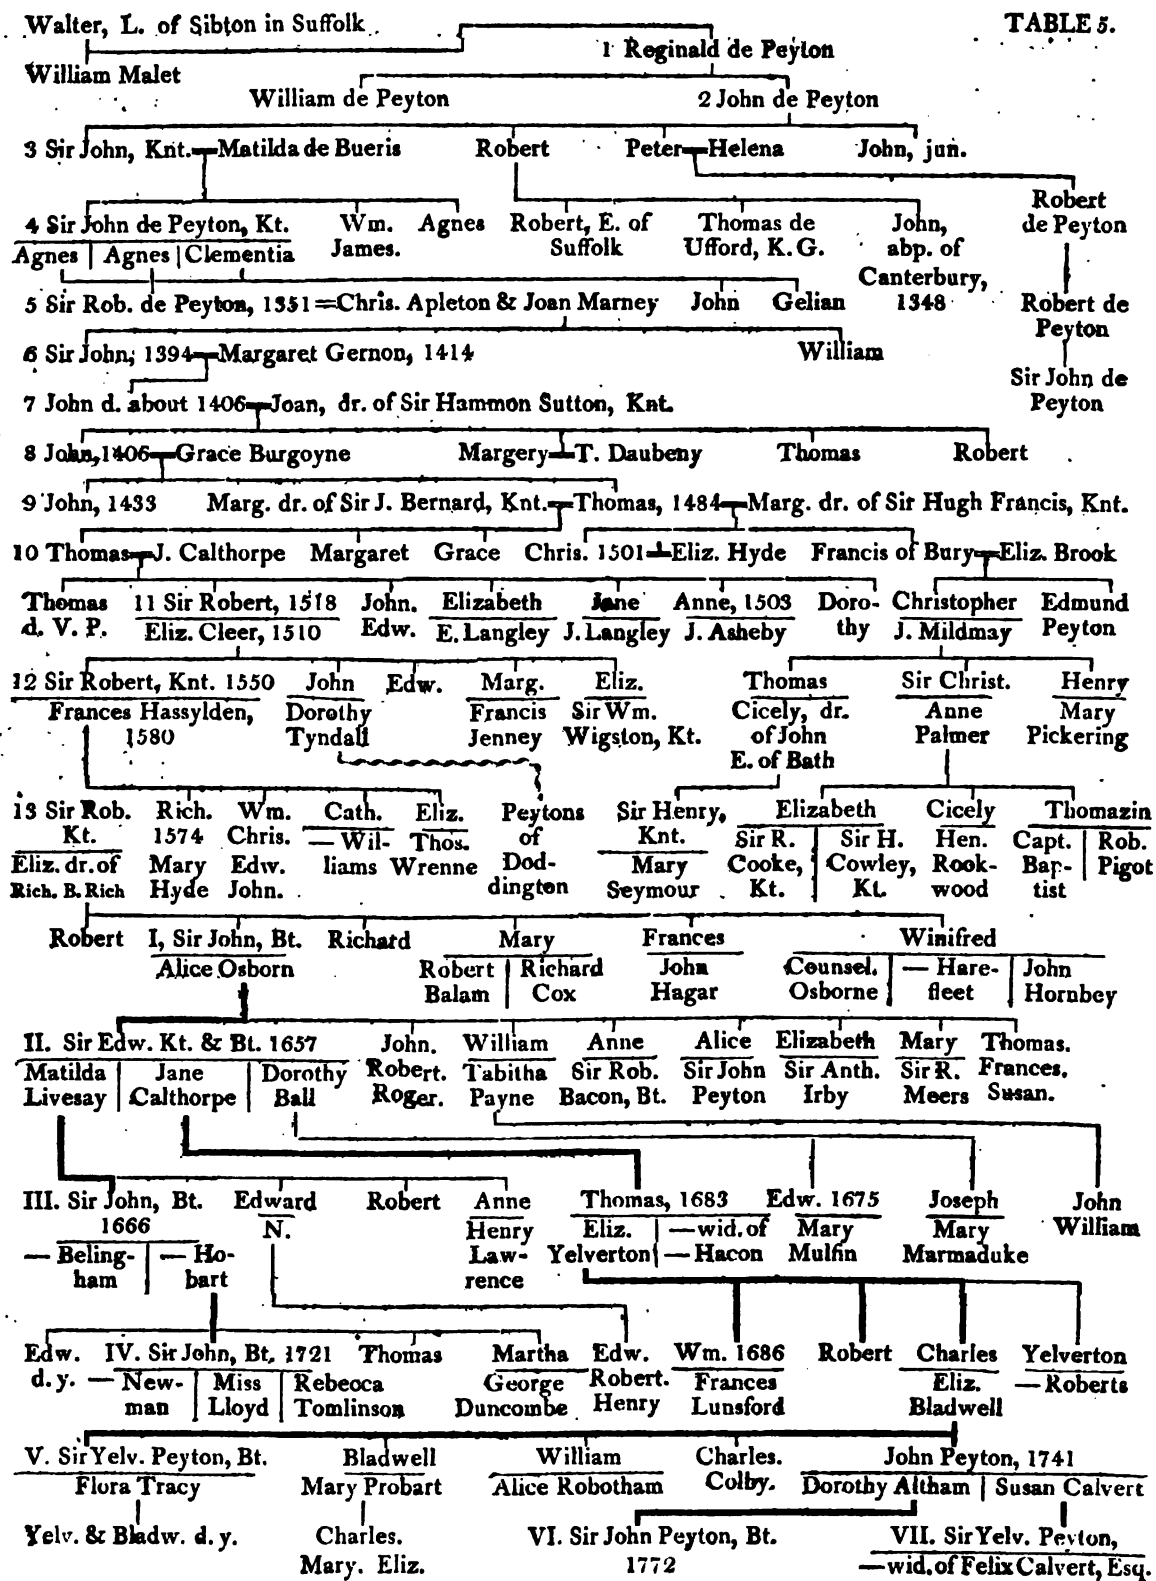 Walter, L. of Sibton in Suffolk. TABLE 5.
1 Reginald de Peyton
William Malet
William de Peyton 2 John de Peyton
3 Sir John, Knt. Matilda de Bueris Robert Peter Helena John, jun.
Robert
4 Sir John de Peyton, Kt. Wm. Agnes Robert, E. of Thomas de John, de Peyton
James. Suffolk Ufford, K.G. abp. of
Agnes | Agnes | Clementia Canterbury,
5 Sir Rob. de Peyton, 1351 = Chris. Apleton & Joan Marney John Gelian 1348 Robert de
Peyton
6 Sir John, 1394 Margaret Gernon, 1414 William
Sir John de
7 John d. about 1406 Joan, dr. of Sir Hammon Sutton, Knt. Peyton
8 John, 1406 Grace Burgoyne Margery T. Daubeny Thomas Robert
9 John, 1433 Marg. dr. of Sir J. Bernard, Knt. Thomas, 1484 Marg. dr. of Sir Hugh Francis, Knt.
10 Thomas J. Calthorpe Margaret Grace Chris. 1501 Eliz. Hyde Francis of Bury Eliz. Brook
Thomas 11 Sir Robert, 1518 John. Elizabeth Jane Anne, 1503 Doro- Christopher Edmund
d. V. P. Eliz. Cleer, 1510 Edw. E. Langley J. Langley J. Asheby thy J. Mildmay Peyton
12 Sir Robert, Knt. 1550 John Edw. Marg. Eliz. Thomas Sir Christ. Henry
Frances Hassylden, Dorothy Francis Sir Wm. Cicely, dr. Anne Mary
1580 Tyndall Jenney Wigston, Kt. of John Palmer Pickering
E. of Bath
13 Sir Rob. Rich. Wm. Cath. Eliz. Peytons Sir Henry, Elizabeth Cicely Thomazin
Kt. 1574 Chris. — Wil- Thos. of Knt. Sir R. | Sir H. Hen. Capt. | Rob.
Eliz. dr. of Mary Edw. liams Wrenne Dod- Mary Cooke, | Cowley, Rook- Bap- | Pigot
Rich. B. Rich Hyde John. dington Seymour Kt. | Kt. wood tist
Robert I, Sir John, Bt. Richard Mary Frances Winifred
Alice Osborn Robert | Richard John Counsel. | — Hare- | John
Balam | Cox Hagar Osborne | fleet | Hornbey
II. Sir Edw. Kt. & Bt. 1657 John. William Anne Alice Elizabeth Mary Thomas.
Matilda | Jane | Dorothy Robert. Tabitha Sir Rob. Sir John Sir Anth. Sir R. Frances.
Livesay | Calthorpe | Ball Roger. Payne Bacon, Bt. Peyton Irby Meers Susan.
III. Sir John, Bt. Edward Robert Anne Thomas, 1683 Edw. 1675 Joseph John
1666 N. Henry Eliz. | — wid. of Mary Mary William
— Beling- | — Ho- Law- Yelverton | — Hacon Mulfin Marmaduke
ham | bart rence
Edw. IV. Sir John, Bt, 1721 Thomas Martha Edw. Wm. 1686 Robert Charles Yelverton
d. y. — New- | Miss | Rebecca George Robert. Frances Eliz. — Roberts
man | Lloyd | Tomlinson Duncombe Henry Lunsford Bladwell
V. Sir Yelv. Peyton, Bt. Bladwell William Charles. John Peyton, 1741
Flora Tracy Mary Probart Alice Robotham Colby. Dorothy Altham | Susan Calvert
Yelv. & Bladw. d. y. Charles. VI. Sir John Peyton, Bt. VII. Sir Yelv. Peyton,
Mary. Eliz. 1772 — wid. of Felix Calvert, Esq.